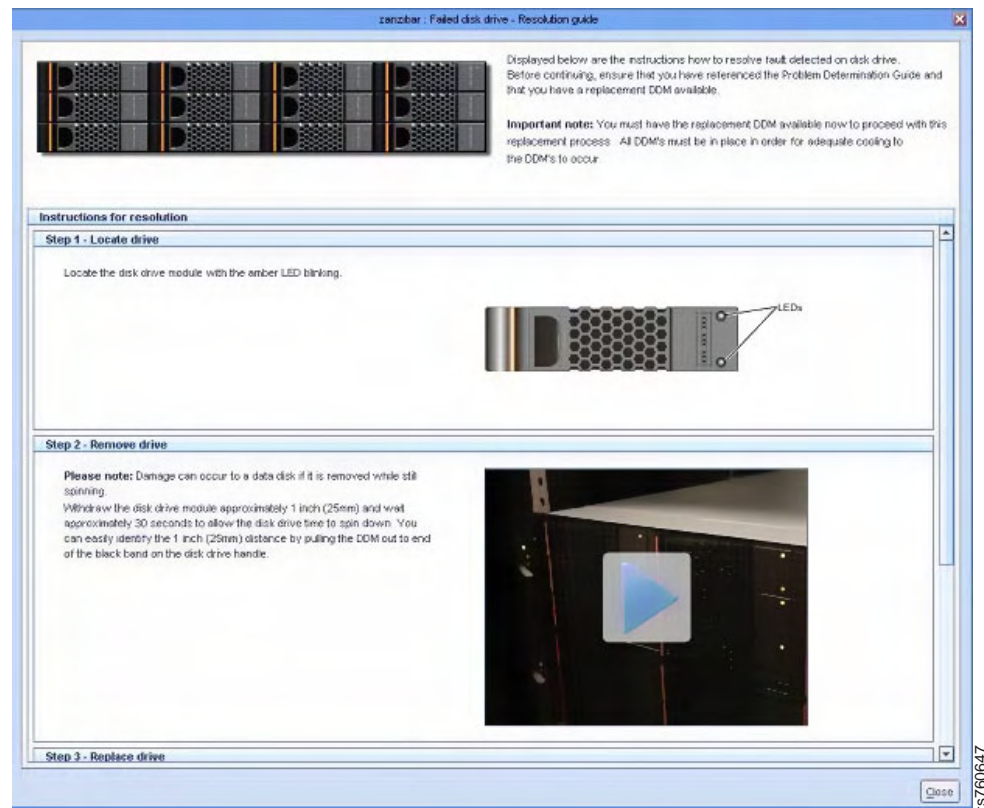 zanzibar : Failed disk drive - Resolution guide
Displayed below are the instructions how to resolve fault detected on disk drive.
Before continuing, ensure that you have referenced the Problem Determination Guide and
that you have a replacement DDM available.
Important note: You must have the replacement DDM available now to proceed with this
replacement process. All DDM's must be in place in order for adequate cooling to
the DDM's to occur.
Instructions for resolution
Step 1 - Locate drive
Locate the disk drive module with the amber LED blinking.
LEDs
Step 2 - Remove drive
Please note: Damage can occur to a data disk if it is removed while still
spinning.
Withdraw the disk drive module approximately 1 inch (25mm) and wait
approximately 30 seconds to allow the disk drive time to spin down. You
can easily identify the 1 inch (25mm) distance by pulling the DDM out to end
of the black band on the disk drive handle.
Step 3 - Replace drive
Close
rs760647